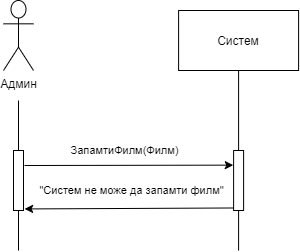 Систем
Админ
ЗапамтиФилм(Филм)
"Систем не може да запамти филм"